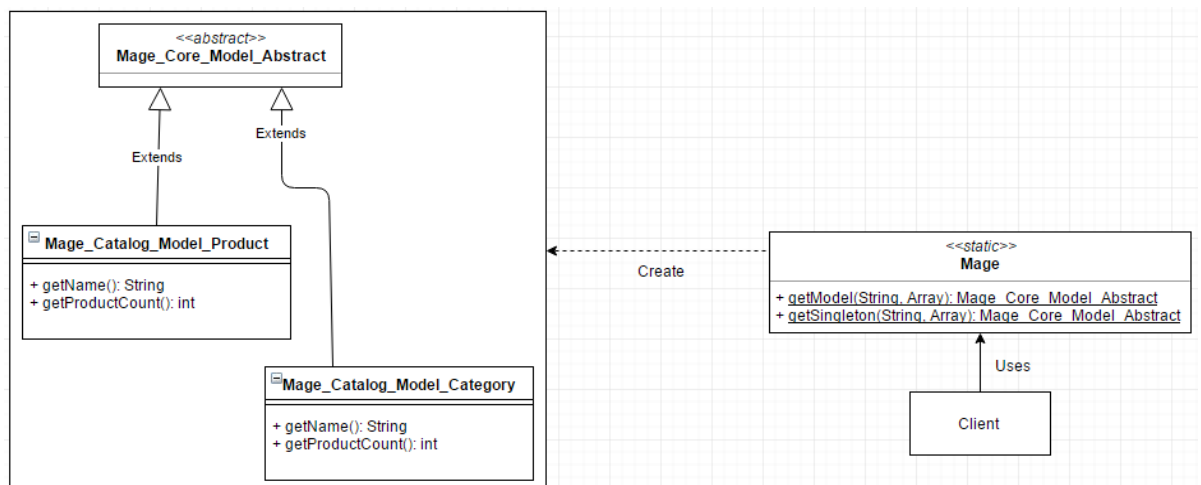 <<abstract>>
Mage_Core_Model_Abstract
Extends
Extends
Mage_Catalog_Model_Product
+ getName(): String
+ getProductCount(): int
Mage_Catalog_Model_Category
+ getName(): String
+ getProductCount(): int
Create
<<static>>
Mage
+ getModel(String, Array): Mage_Core_Model_Abstract
+ getSingleton(String, Array): Mage_Core_Model_Abstract
Uses
Client